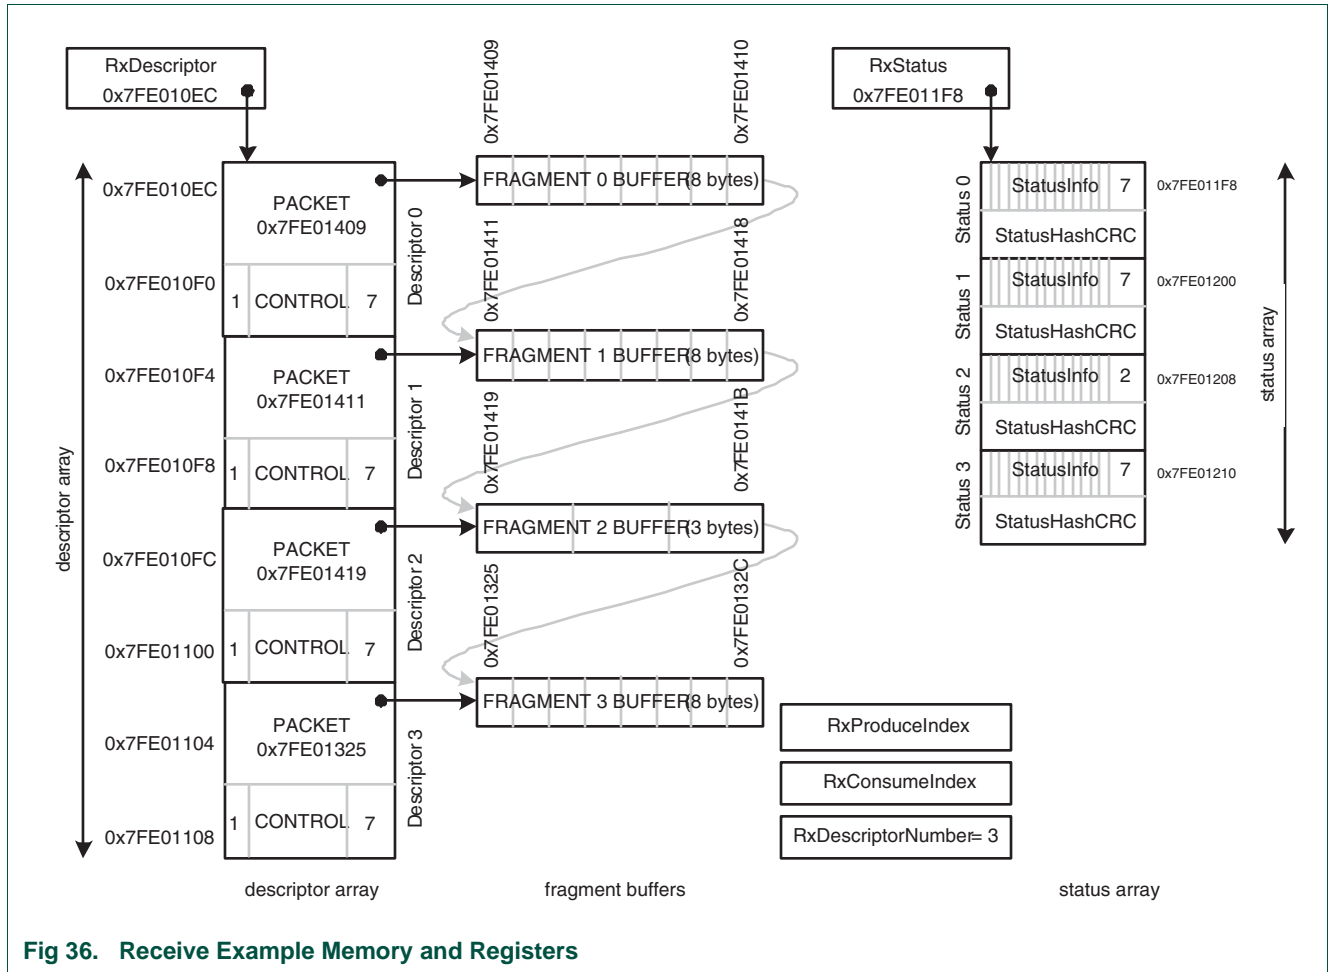 RxDescriptor
0x7FE010EC
0x7FE01409
0x7FE01410
RxStatus
0x7FE011F8
descriptor array
0x7FE010EC
PACKET
0x7FE01409
Descriptor 0
0x7FE010F0
1 CONTROL 7
FRAGMENT 0 BUFFER(8 bytes)
0x7FE01411
0x7FE01418
0x7FE010F4
PACKET
0x7FE01411
Descriptor 1
0x7FE010F8
1 CONTROL 7
FRAGMENT 1 BUFFER(8 bytes)
0x7FE01419
0x7FE0141B
0x7FE010FC
PACKET
0x7FE01419
Descriptor 2
0x7FE01100
1 CONTROL 7
FRAGMENT 2 BUFFER(3 bytes)
0x7FE01325
0x7FE0132C
0x7FE01104
PACKET
0x7FE01325
Descriptor 3
0x7FE01108
1 CONTROL 7
FRAGMENT 3 BUFFER(8 bytes)
Status 0
StatusInfo 7
0x7FE011F8
StatusHashCRC
Status 1
StatusInfo 7
0x7FE01200
StatusHashCRC
Status 2
StatusInfo 2
0x7FE01208
StatusHashCRC
Status 3
StatusInfo 7
0x7FE01210
StatusHashCRC
status array
RxProduceIndex
RxConsumeIndex
RxDescriptorNumber= 3
descriptor array
fragment buffers
status array
Fig 36. Receive Example Memory and Registers